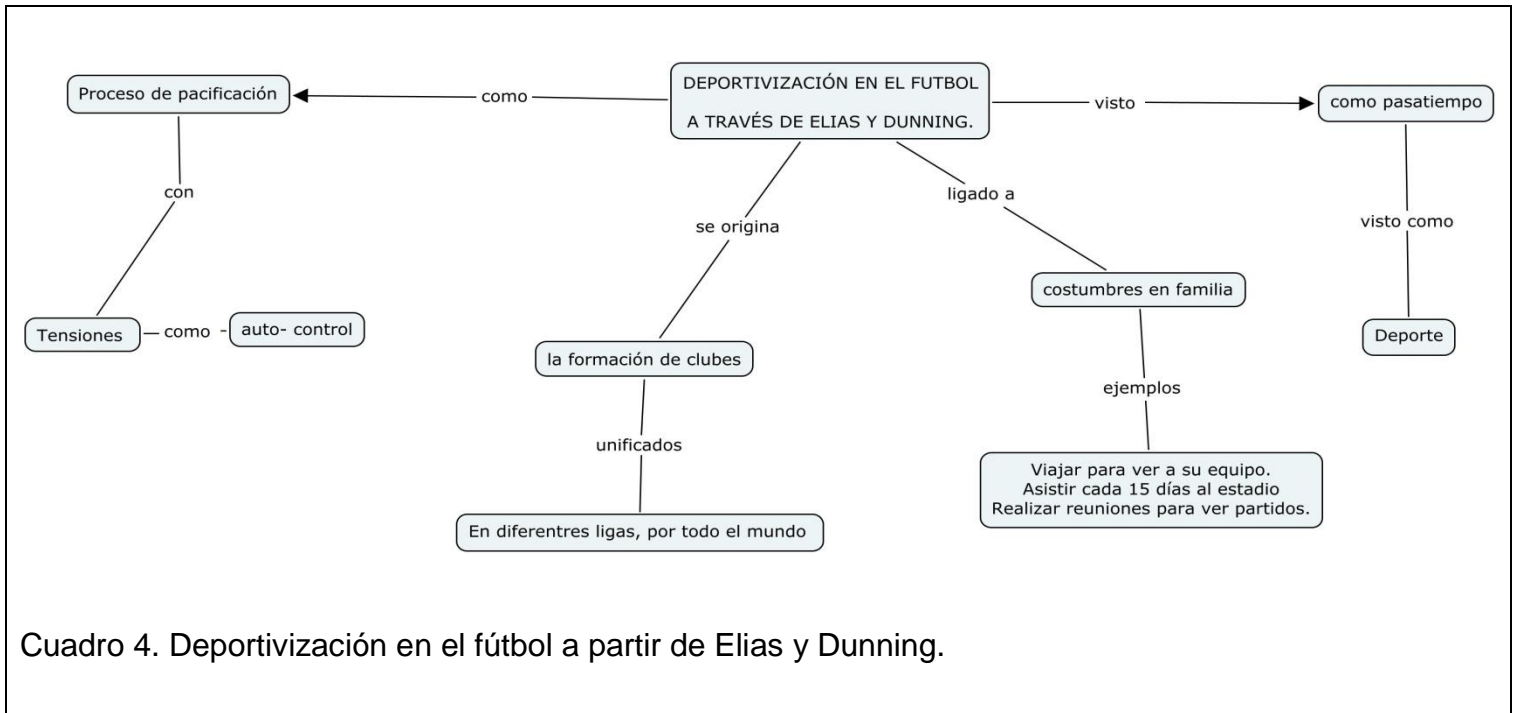 DEPORTIVIZACIÓN EN EL FUTBOL
A TRAVÉS DE ELIAS Y DUNNING.
como
Proceso de pacificación
con
Tensiones
como
auto- control
se origina
la formación de clubes
unificados
En diferentres ligas, por todo el mundo
ligado a
costumbres en familia
ejemplos
Viajar para ver a su equipo.
Asistir cada 15 días al estadio
Realizar reuniones para ver partidos.
visto
como pasatiempo
visto como
Deporte
Cuadro 4. Deportivización en el fútbol a partir de Elias y Dunning.